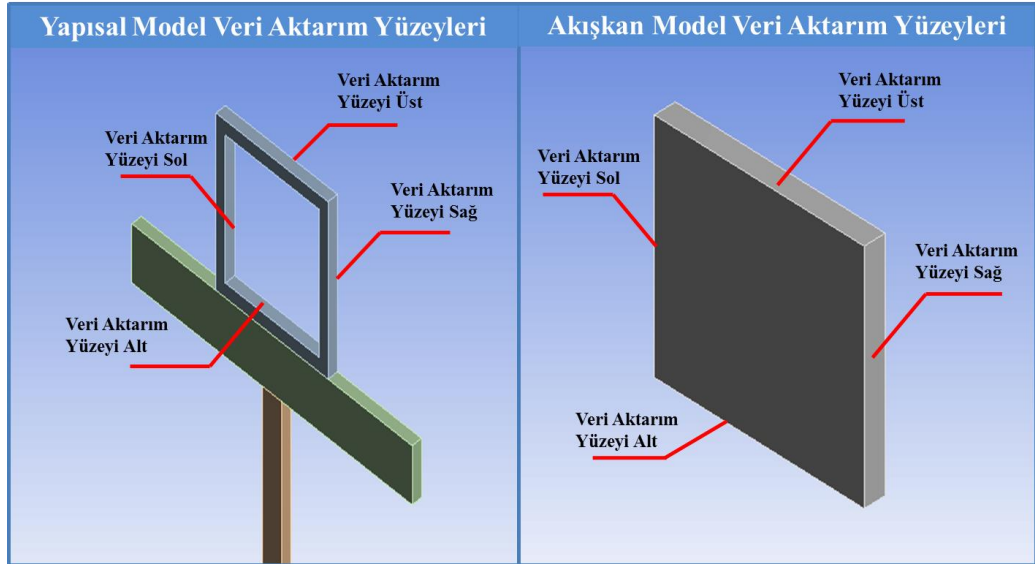 Yapısal Model Veri Aktarım Yüzeyleri
Veri Aktarım
Yüzeyi Üst
Veri Aktarım
Yüzeyi Sol
Veri Aktarım
Yüzeyi Sağ
Veri Aktarım
Yüzeyi Alt
Akışkan Model Veri Aktarım Yüzeyleri
Veri Aktarım
Yüzeyi Üst
Veri Aktarım
Yüzeyi Sol
Veri Aktarım
Yüzeyi Sağ
Veri Aktarım
Yüzeyi Alt